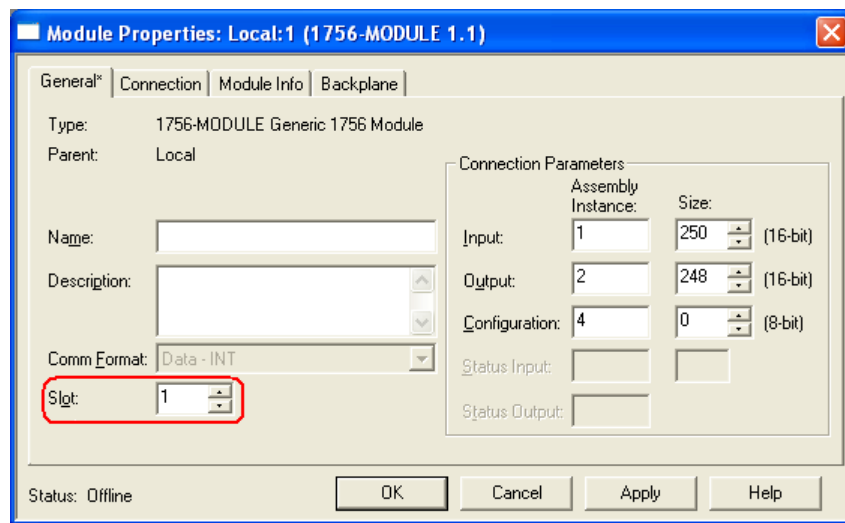 Module Properties: Local:1 (1756-MODULE 1.1)
General* Connection Module Info Backplane
Type: 1756-MODULE Generic 1756 Module
Parent: Local
Connection Parameters
Assembly
Instance: Size:
Name:
Input: 1 250 (16-bit)
Description:
Output: 2 248 (16-bit)
Configuration: 4 0 (8-bit)
Comm Format: Data - INT
Status Input:
Slot: 1
Status Output:
Status: Offline OK Cancel Apply Help